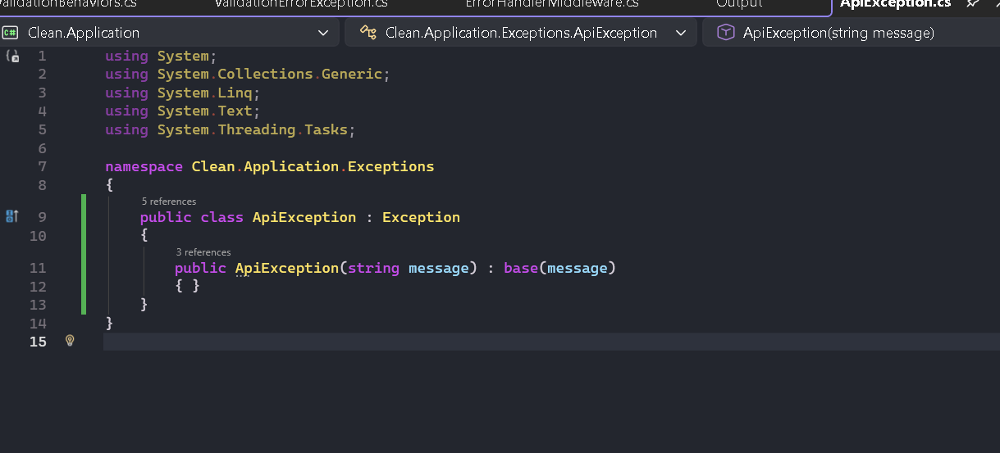 ValidationBehaviors.cs ValidationErrorException.cs ErrorHandlerMiddleware.cs Output ApiException.cs
C# Clean.Application Clean.Application.Exceptions.ApiException ApiException(string message)
1 using System;
2 using System.Collections.Generic;
3 using System.Linq;
4 using System.Text;
5 using System.Threading.Tasks;
6
7 namespace Clean.Application.Exceptions
8 {
5 references
9 public class ApiException : Exception
10 {
3 references
11 public ApiException(string message) : base(message)
12 { }
13 }
14 }
15